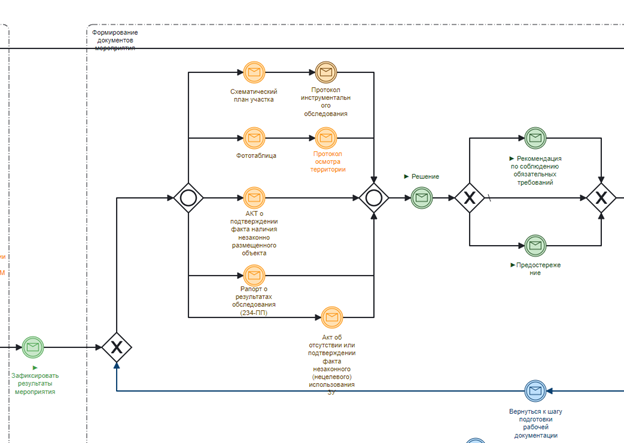 Формирование
документов
мероприятия
Схематический
план участка
Протокол
инструментальн
ого
обследования
Фототаблица
Протокол
осмотра
территории
► Решение
► Рекомендация
по соблюдению
обязательных
требований
АКТ о
подтверждении
факта наличия
незаконно
размещенного
объекта
►Предостереже
ние
Рапорт о
результатах
обследования
(234-ПП)
Акт об
отсутствии или
подтверждении
факта
незаконного
(нецелевого)
использования
ЗУ
►
Зафиксировать
результаты
мероприятия
Вернуться к шагу
подготовки
рабочей
документации